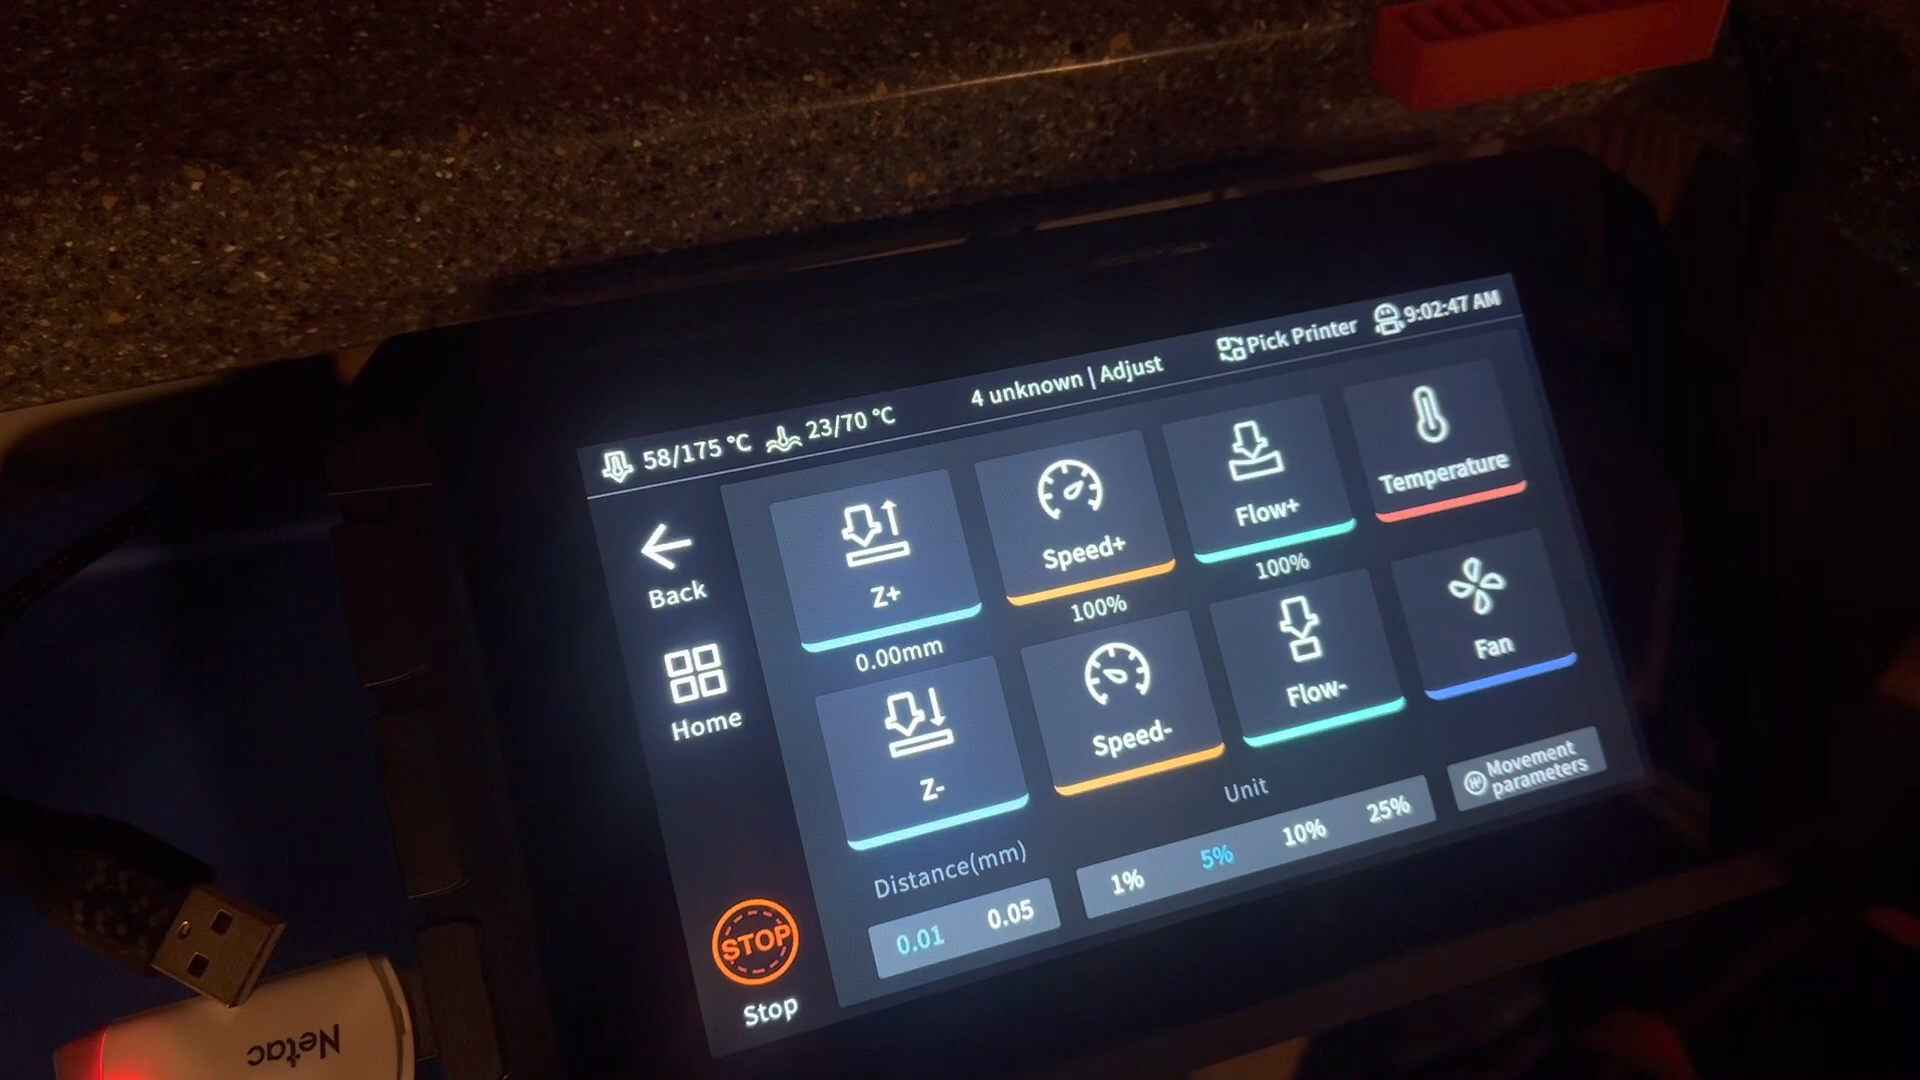 58/175 °C 23/70 °C 4 unknown | Adjust Pick Printer 9:02:47 AM
Back
Home
STOP
Stop
Z+
Speed+
Flow+
Temperature
0.00mm
100%
100%
Z-
Speed-
Flow-
Fan
Distance(mm)
Unit
0.01 0.05
1% 5% 10% 25%
Movement
parameters
Netac